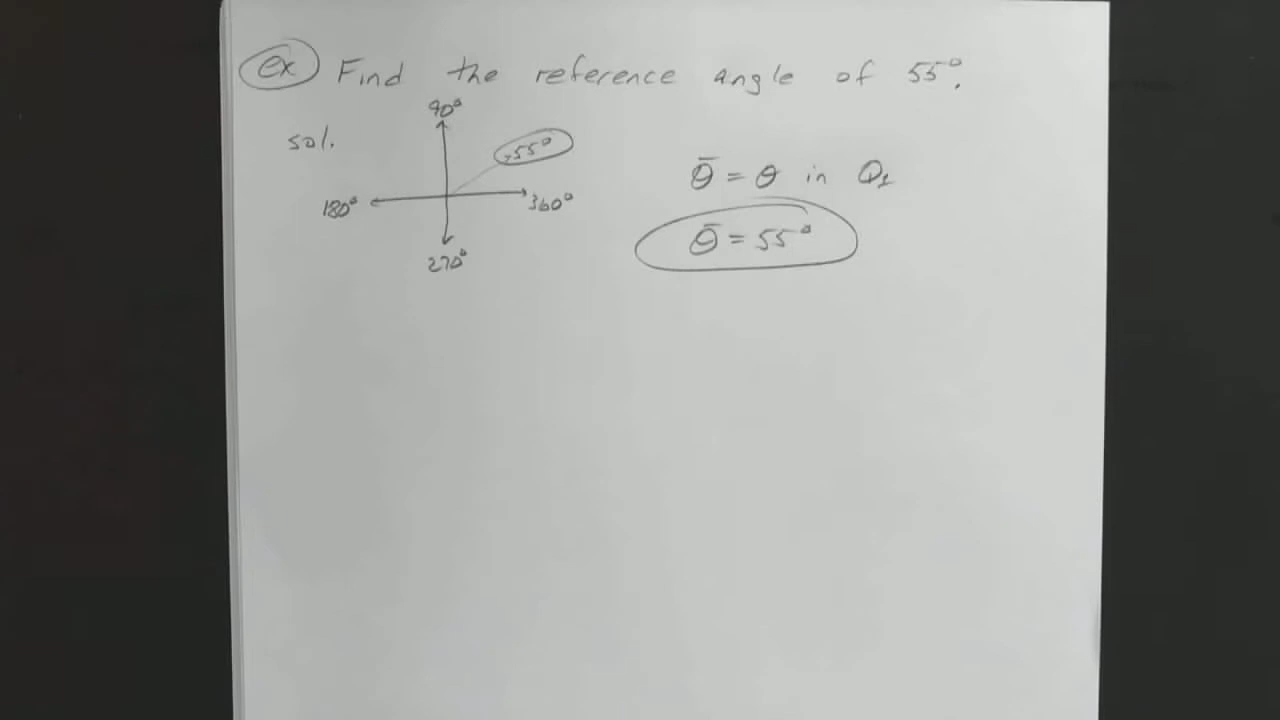 ex Find the reference angle of 55°.
90°
sol. 55°
θ̄ = θ in Q1
180° 360°
θ̄ = 55°
270°